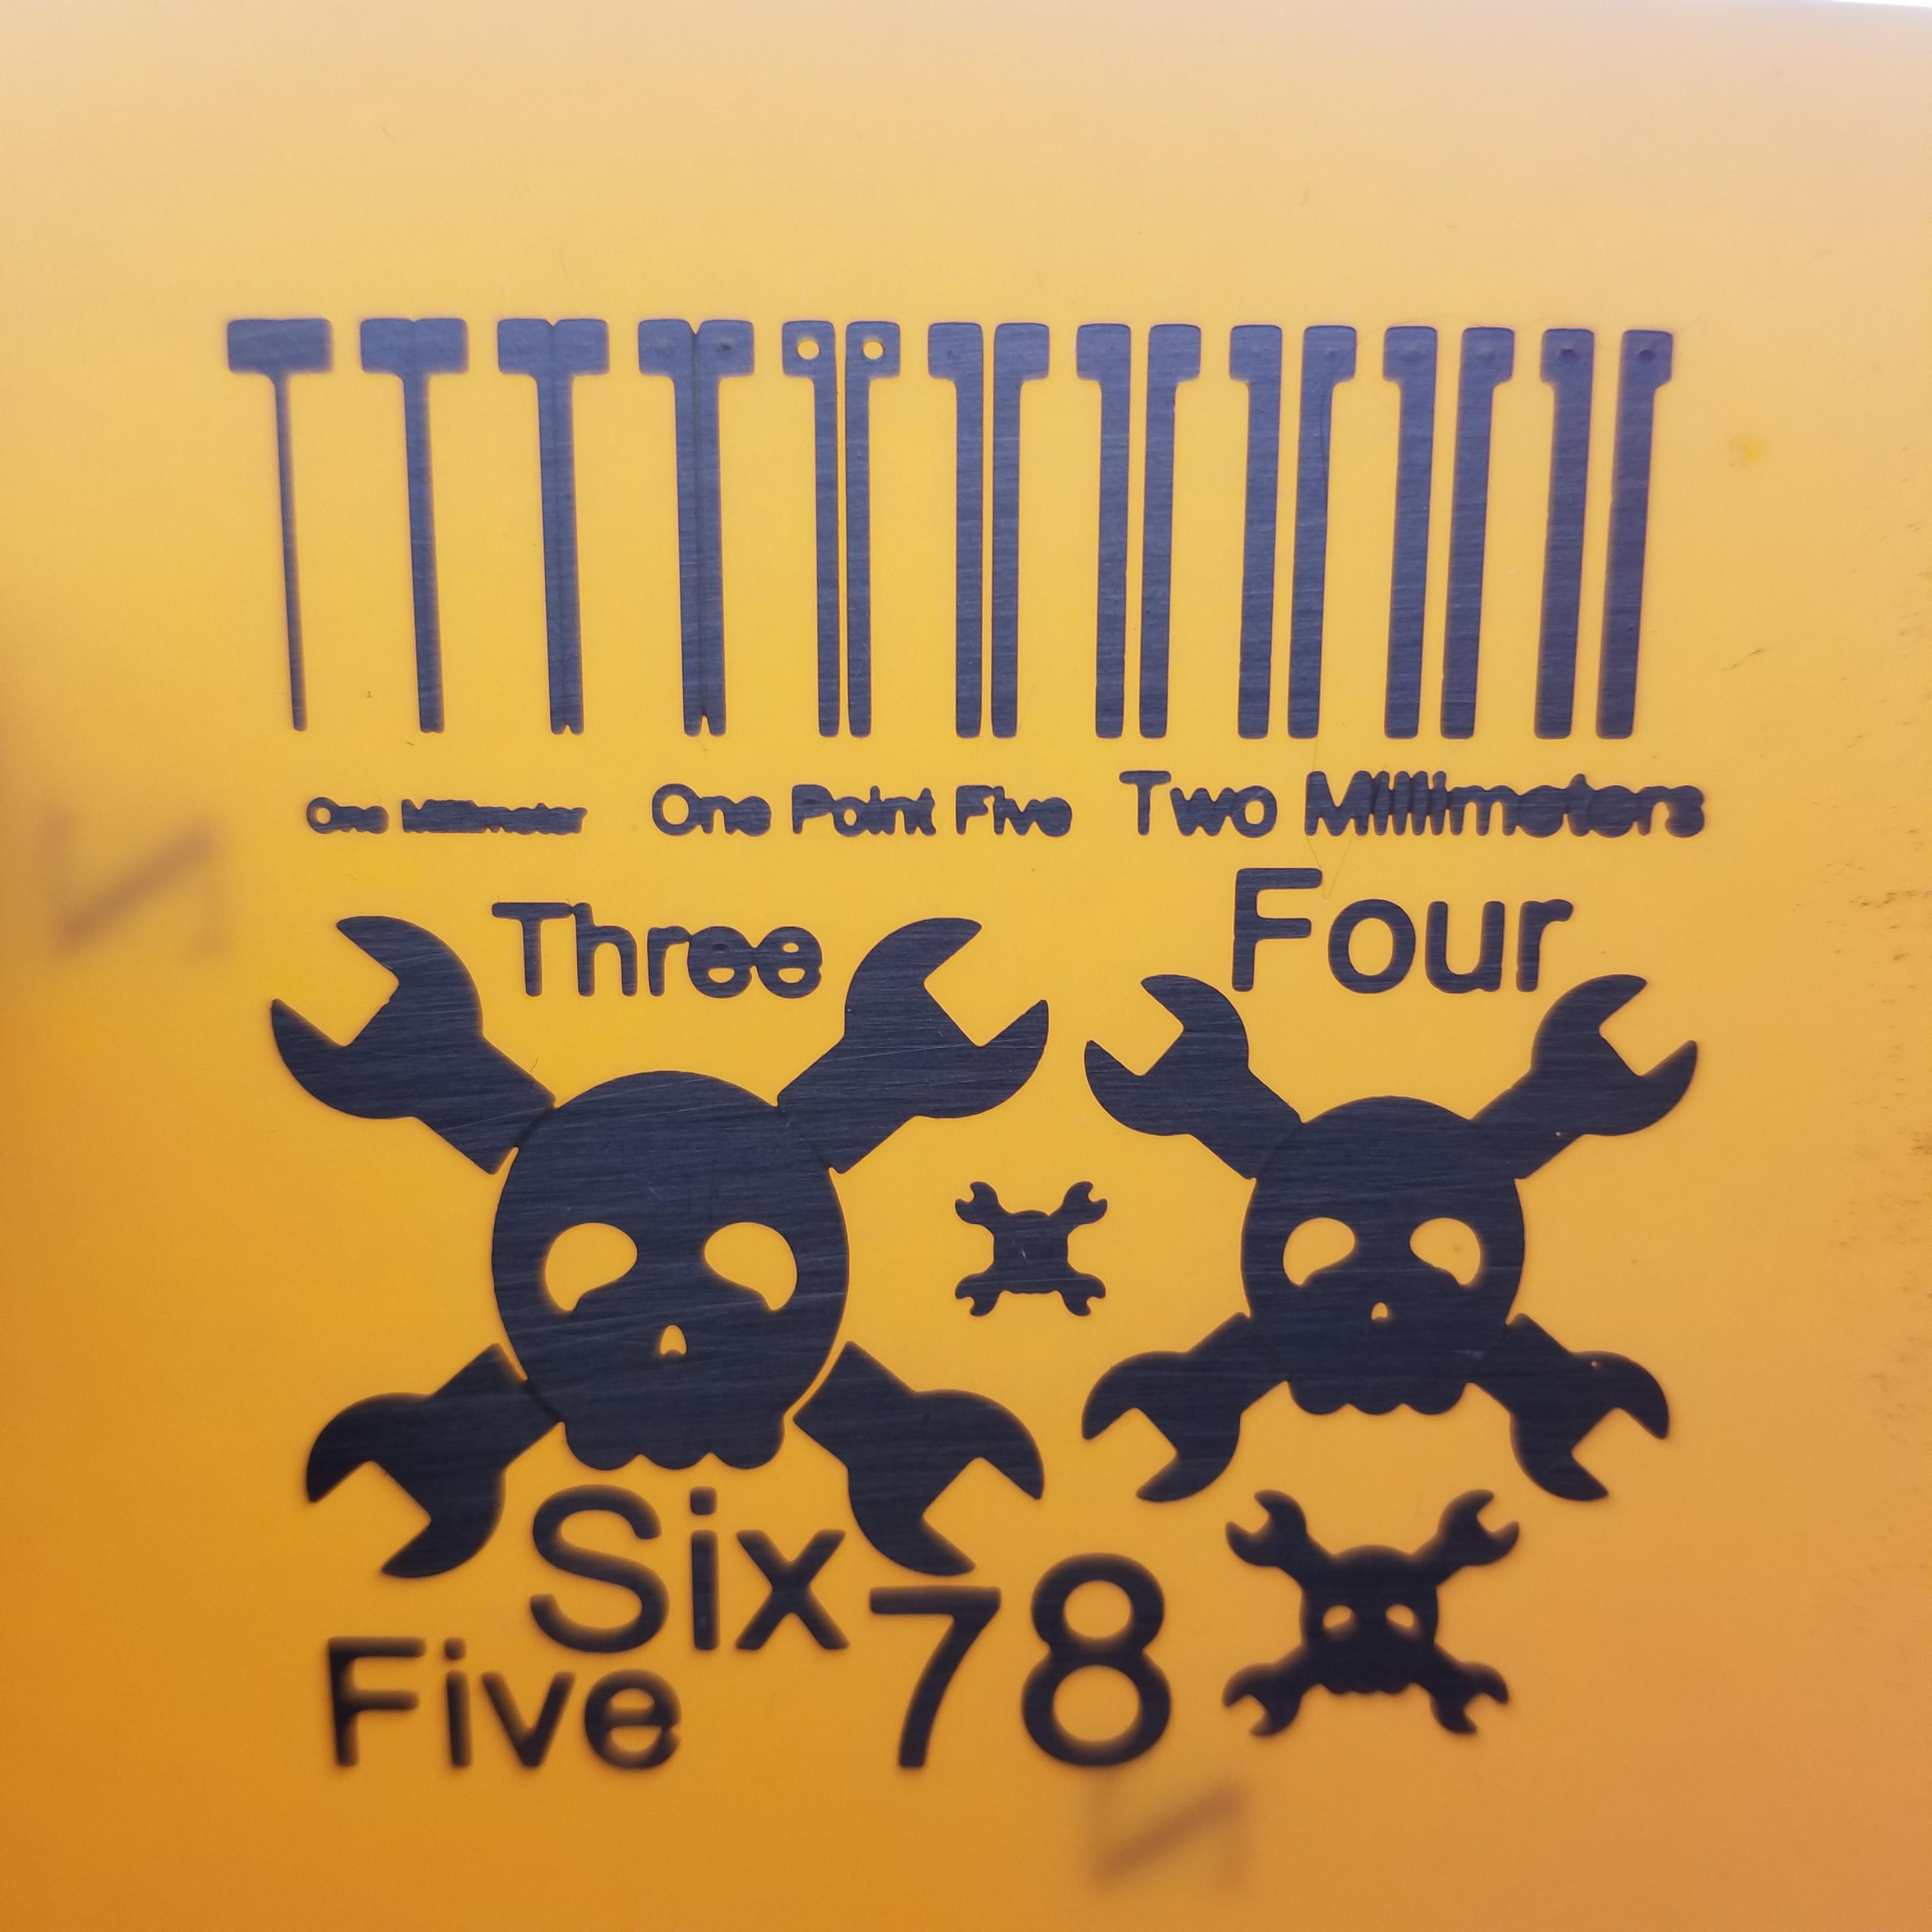 One Millimeter One Point Five Two Millimeters
Three Four
Six
Five 78